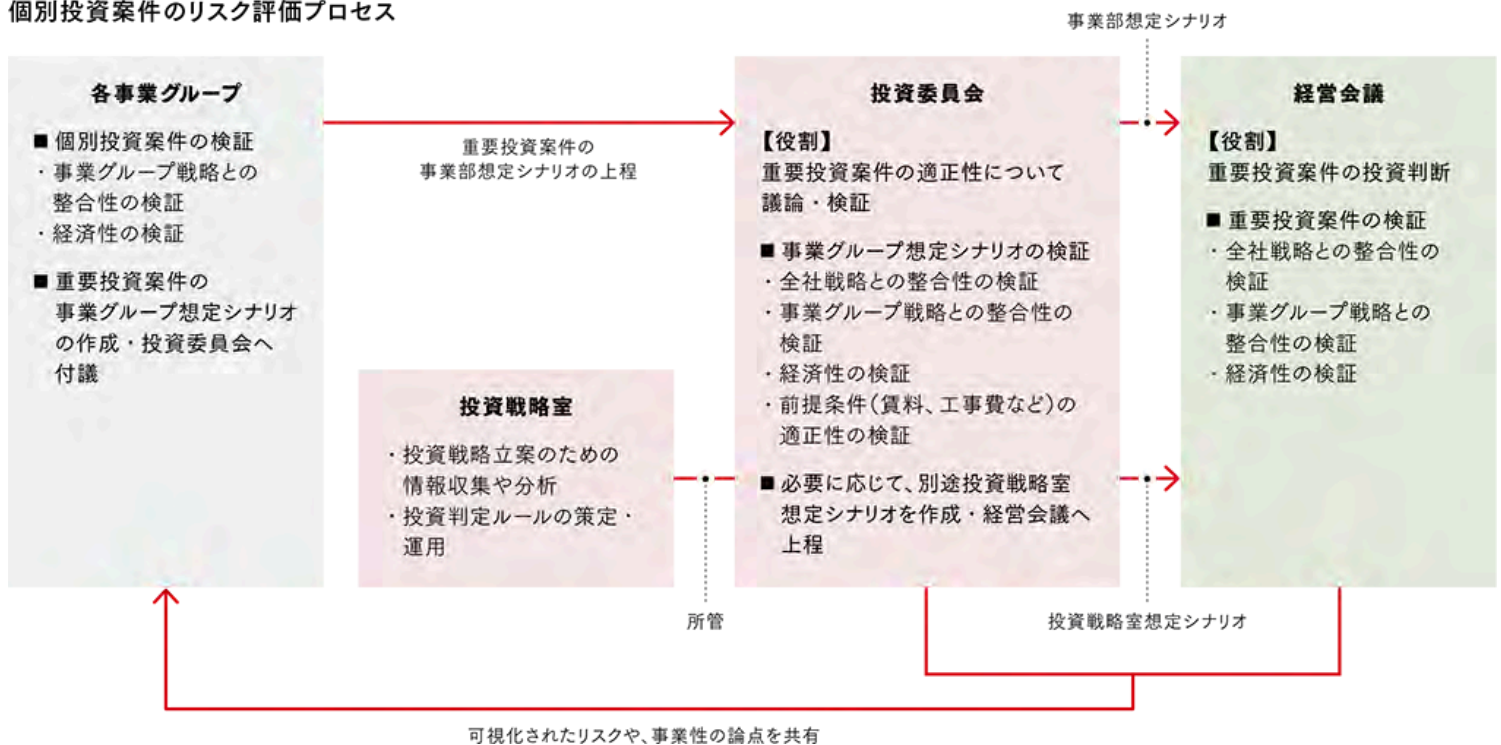 個別投資案件のリスク評価プロセス
事業部想定シナリオ
各事業グループ
■ 個別投資案件の検証
・事業グループ戦略との
整合性の検証
・経済性の検証
■ 重要投資案件の
事業グループ想定シナリオ
の作成・投資委員会へ
付議
重要投資案件の
事業部想定シナリオの上程
投資戦略室
・投資戦略立案のための
情報収集や分析
・投資判定ルールの策定・
運用
所管
投資委員会
【役割】
重要投資案件の適正性について
議論・検証
■ 事業グループ想定シナリオの検証
・全社戦略との整合性の検証
・事業グループ戦略との整合性の
検証
・経済性の検証
・前提条件(賃料、工事費など)の
適正性の検証
■ 必要に応じて、別途投資戦略室
想定シナリオを作成・経営会議へ
上程
経営会議
【役割】
重要投資案件の投資判断
■ 重要投資案件の検証
・全社戦略との整合性の
検証
・事業グループ戦略との
整合性の検証
・経済性の検証
投資戦略室想定シナリオ
可視化されたリスクや、事業性の論点を共有